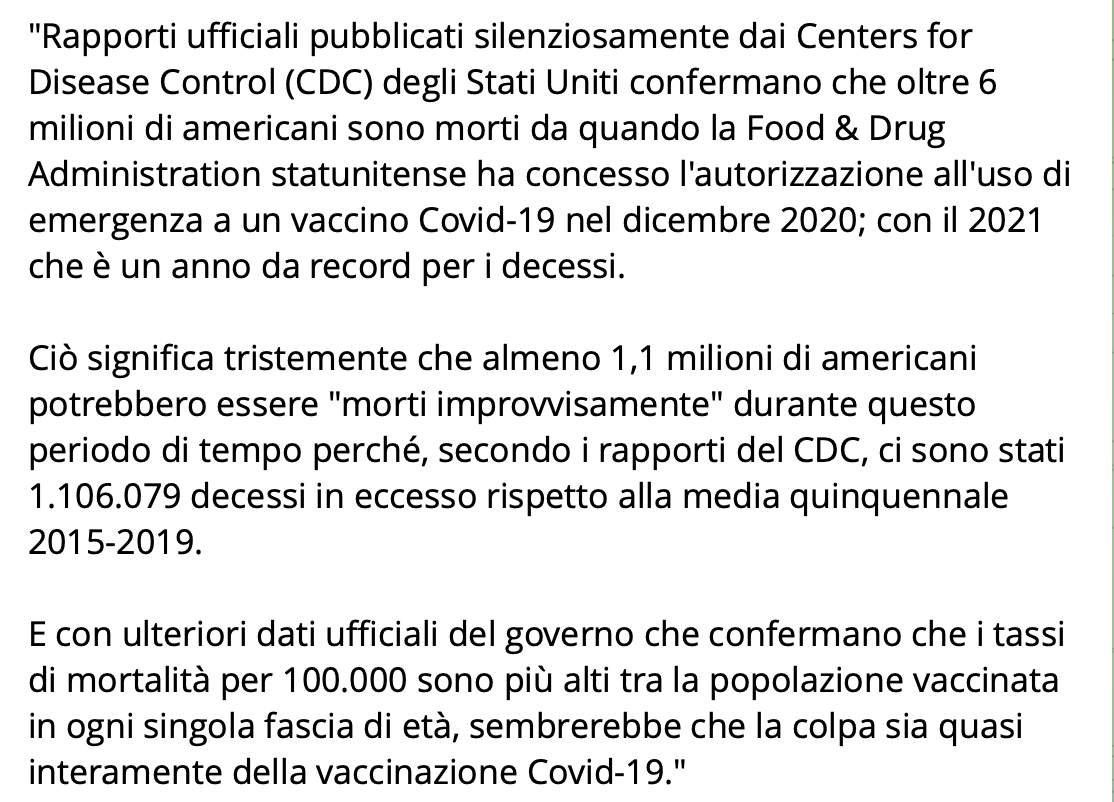 "Rapporti ufficiali pubblicati silenziosamente dai Centers for
Disease Control (CDC) degli Stati Uniti confermano che oltre 6
milioni di americani sono morti da quando la Food & Drug
Administration statunitense ha concesso l'autorizzazione all'uso di
emergenza a un vaccino Covid-19 nel dicembre 2020; con il 2021
che è un anno da record per i decessi.

Ciò significa tristemente che almeno 1,1 milioni di americani
potrebbero essere "morti improvvisamente" durante questo
periodo di tempo perché, secondo i rapporti del CDC, ci sono stati
1.106.079 decessi in eccesso rispetto alla media quinquennale
2015-2019.

E con ulteriori dati ufficiali del governo che confermano che i tassi
di mortalità per 100.000 sono più alti tra la popolazione vaccinata
in ogni singola fascia di età, sembrerebbe che la colpa sia quasi
interamente della vaccinazione Covid-19."